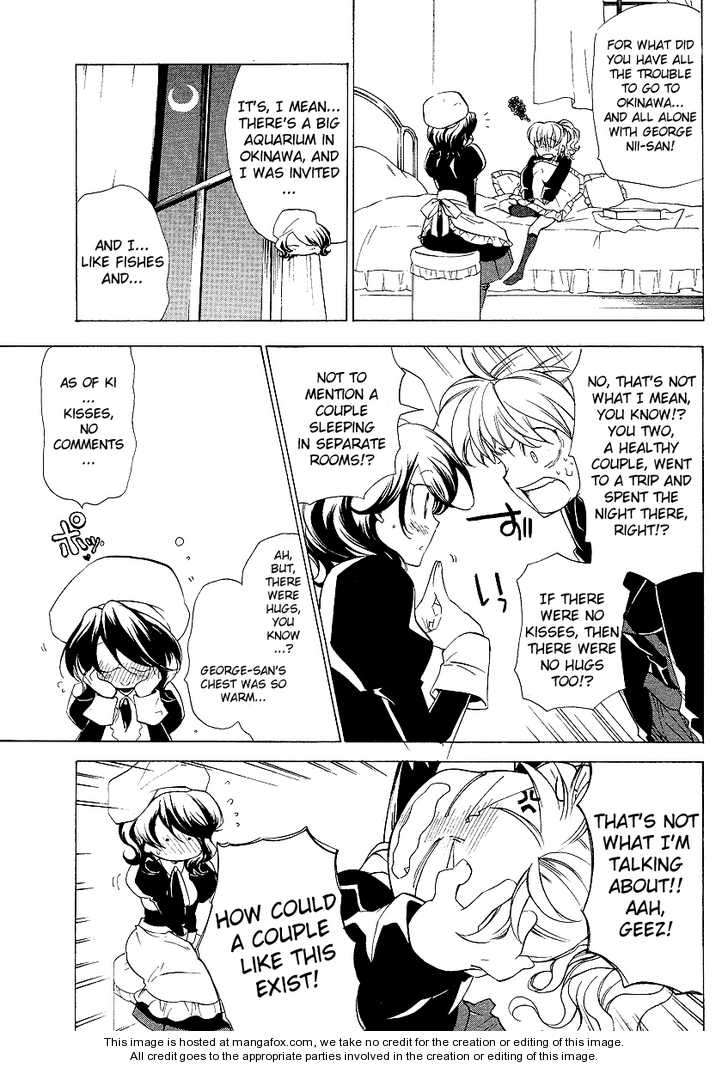 FOR WHAT DID
YOU HAVE ALL
THE TROUBLE
TO GO TO
OKINAWA...
AND ALL ALONE
WITH GEORGE
NII-SAN!
IT'S, I MEAN...
THERE'S A BIG
AQUARIUM IN
OKINAWA, AND
I WAS INVITED
...
AND I...
LIKE FISHES
AND...
NO, THAT'S NOT
WHAT I MEAN,
YOU KNOW!?
YOU TWO,
A HEALTHY
COUPLE, WENT
TO A TRIP AND
SPENT THE
NIGHT THERE,
RIGHT!?
NOT TO
MENTION A
COUPLE
SLEEPING
IN SEPARATE
ROOMS!?
ずいっ
IF THERE
WERE NO
KISSES, THEN
THERE WERE
NO HUGS
TOO!?
AH,
BUT,
THERE
WERE
HUGS,
YOU
KNOW
...?
GEORGE-SAN'S
CHEST WAS SO
WARM...
AS OF KI
...
KISSES,
NO
COMMENTS
...
ポッ
THAT'S NOT
WHAT I'M
TALKING
ABOUT!!
AAH,
GEEZ!
HOW COULD
A COUPLE
LIKE THIS
EXIST!
This image is hosted at mangafox.com, we take no credit for the creation or editing of this image.
All credit goes to the appropriate parties involved in the creation or editing of this image.